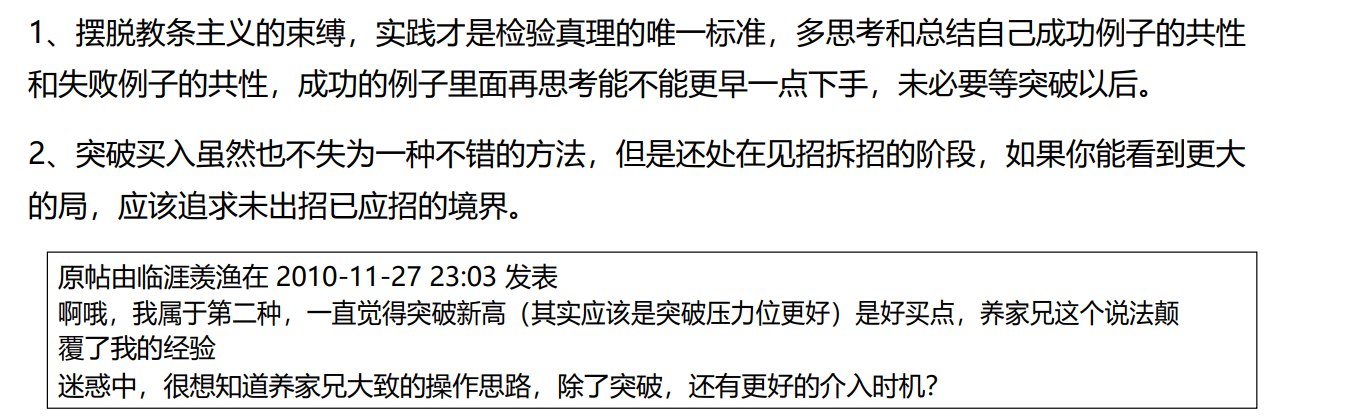 1、摆脱教条主义的束缚，实践才是检验真理的唯一标准，多思考和总结自己成功例子的共性
和失败例子的共性，成功的例子里面再思考能不能更早一点下手，未必要等突破以后。
2、突破买入虽然也不失为一种不错的方法，但是还处在见招拆招的阶段，如果你能看到更大
的局，应该追求未出招已应招的境界。
原帖由临涯羡渔在 2010-11-27 23:03 发表
啊哦，我属于第二种，一直觉得突破新高（其实应该是突破压力位更好）是好买点，养家兄这个说法颠
覆了我的经验
迷惑中，很想知道养家兄大致的操作思路，除了突破，还有更好的介入时机？